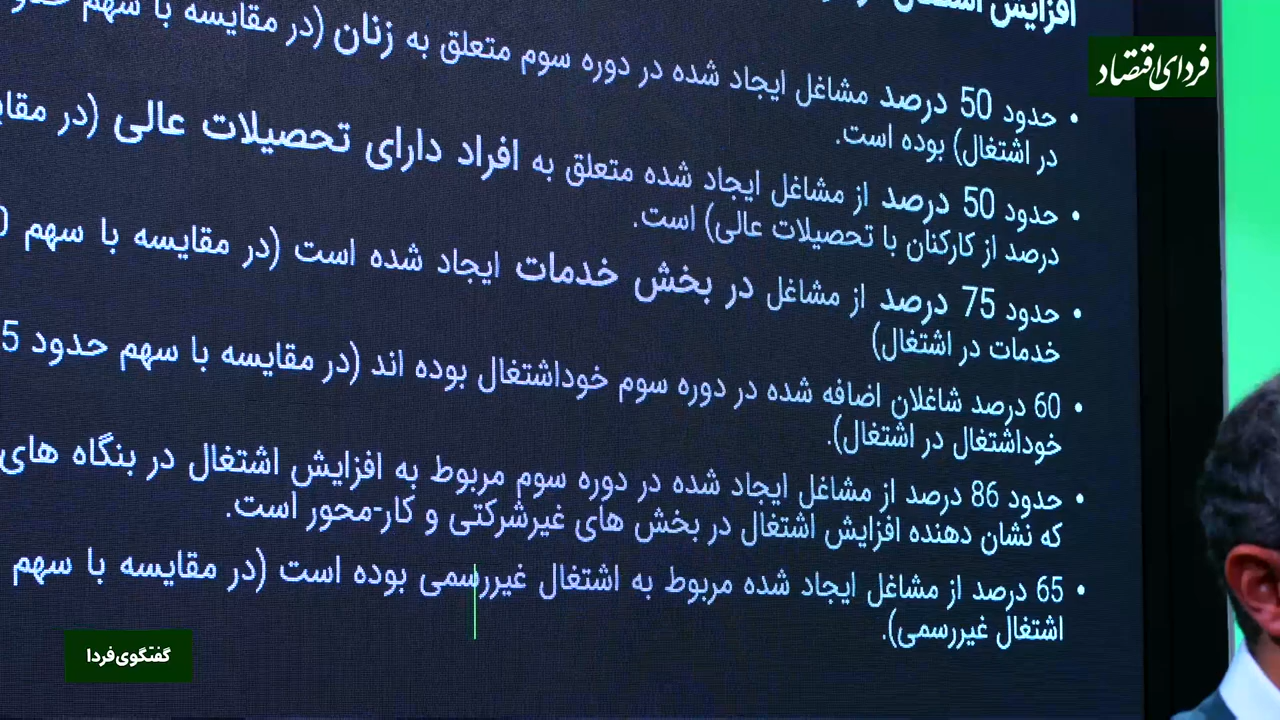 افزایش اشتغال
حدود 50 درصد مشاغل ایجاد شده در دوره سوم متعلق به زنان (در مقایسه با سهم
در اشتغال) بوده است.
حدود 50 درصد از مشاغل ایجاد شده متعلق به افراد دارای تحصیلات عالی (در
درصد از کارکنان با تحصیلات عالی) است.
حدود 75 درصد از مشاغل در بخش خدمات ایجاد شده است (در مقایسه با سهم
خدمات در اشتغال)
60 درصد شاغلان اضافه شده در دوره سوم خوداشتغال بوده اند (در مقایسه با سهم حدود
خوداشتغال در اشتغال).
حدود 86 درصد از مشاغل ایجاد شده در دوره سوم مربوط به افزایش اشتغال در بنگاه های
که نشان دهنده افزایش اشتغال در بخش های غیرشرکتی و کار-محور است.
65 درصد از مشاغل ایجاد شده مربوط به اشتغال غیررسمی بوده است (در مقایسه با سهم
اشتغال غیررسمی).
فردای اقتصاد
گفتگوی فردا